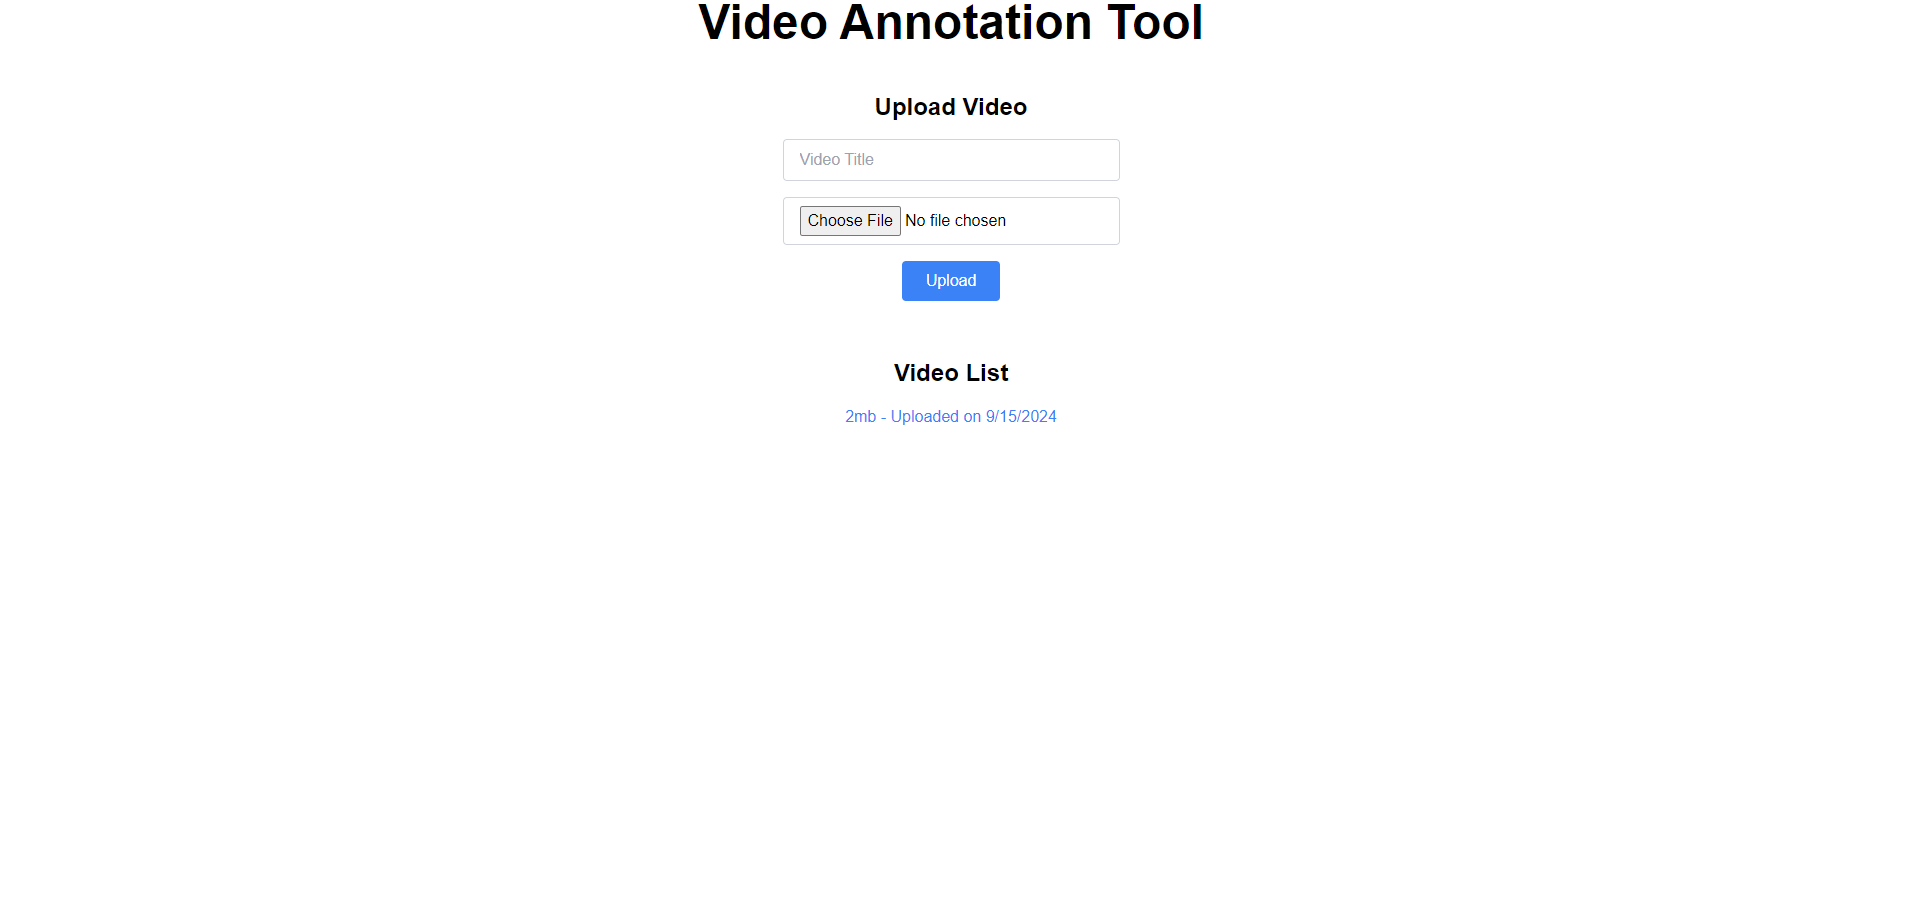 Video Annotation Tool
Upload Video
Video Title
Choose File No file chosen
Upload
Video List
2mb - Uploaded on 9/15/2024